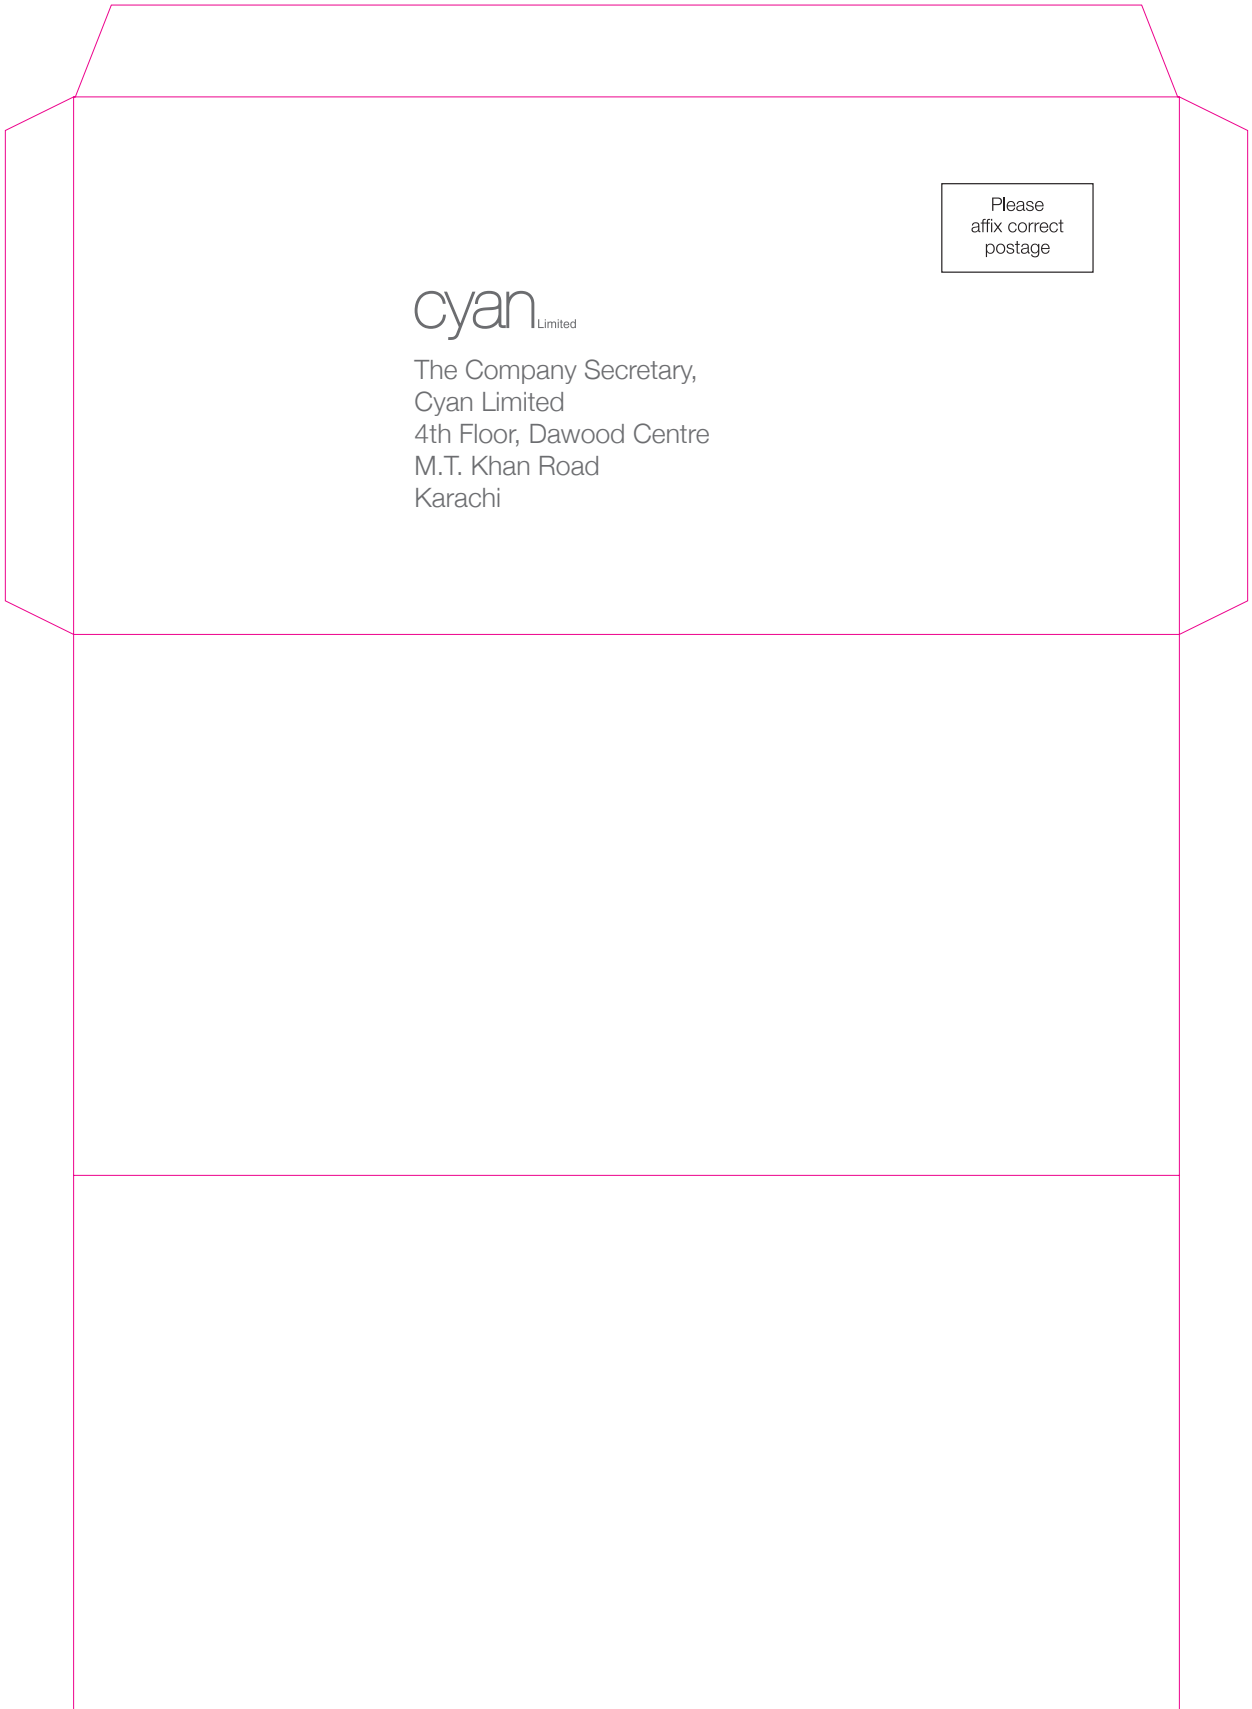 Please
affix correct
postage
cyan Limited
The Company Secretary,
Cyan Limited
4th Floor, Dawood Centre
M.T. Khan Road
Karachi